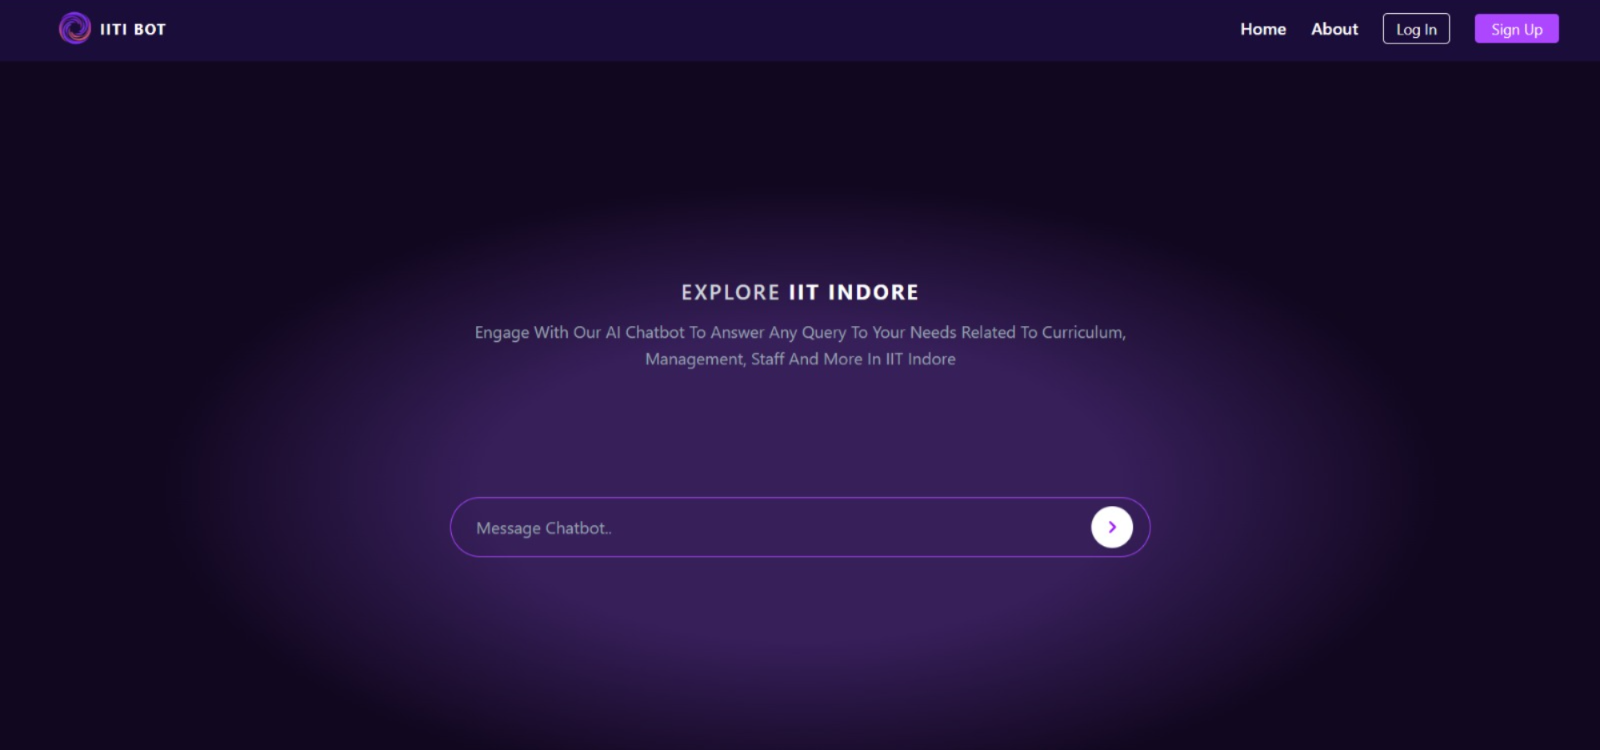 IITI BOT
Home About Log In Sign Up
EXPLORE IIT INDORE
Engage With Our AI Chatbot To Answer Any Query To Your Needs Related To Curriculum,
Management, Staff And More In IIT Indore
Message Chatbot..